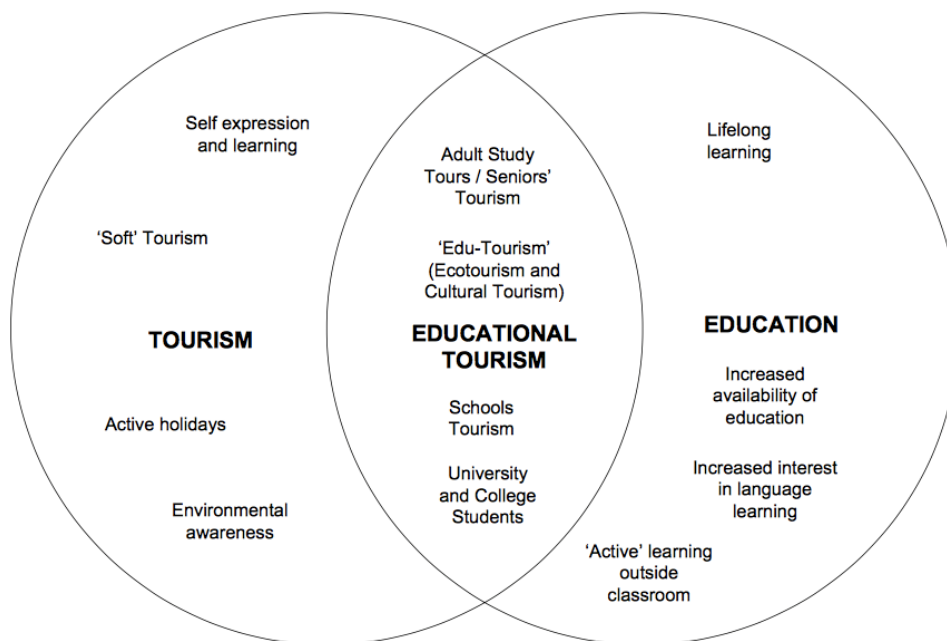 Self expression
and learning
'Soft' Tourism
TOURISM
Active holidays
Environmental
awareness
Adult Study
Tours / Seniors'
Tourism
'Edu-Tourism'
(Ecotourism and
Cultural Tourism)
EDUCATIONAL
TOURISM
Schools
Tourism
University
and College
Students
Lifelong
learning
EDUCATION
Increased
availability of
education
Increased interest
in language
learning
'Active' learning
outside
classroom